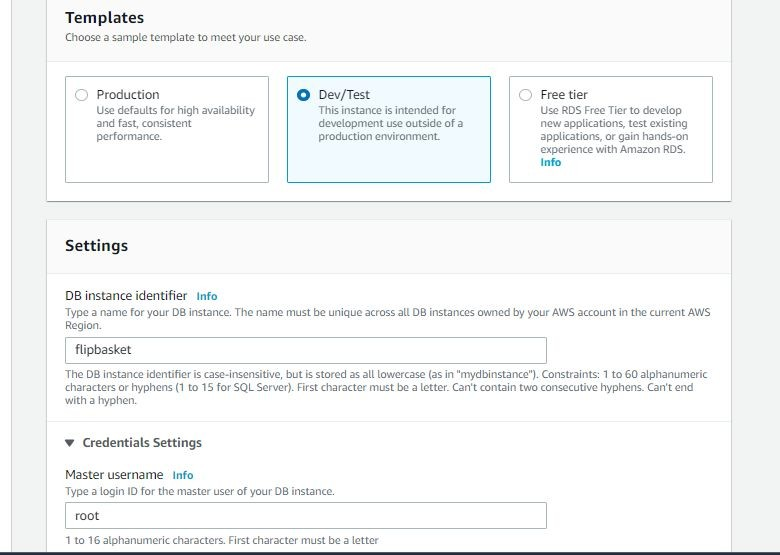 Templates
Choose a sample template to meet your use case.
Production
Use defaults for high availability
and fast, consistent
performance.
Dev/Test
This instance is intended for
development use outside of a
production environment.
Free tier
Use RDS Free Tier to develop
new applications, test existing
applications, or gain hands-on
experience with Amazon RDS.
Info
Settings
DB instance identifier Info
Type a name for your DB instance. The name must be unique across all DB instances owned by your AWS account in the current AWS
Region.
flipbasket
The DB instance identifier is case-insensitive, but is stored as all lowercase (as in "mydbinstance"). Constraints: 1 to 60 alphanumeric
characters or hyphens (1 to 15 for SQL Server). First character must be a letter. Can't contain two consecutive hyphens. Can't end
with a hyphen.
Credentials Settings
Master username Info
Type a login ID for the master user of your DB instance.
root
1 to 16 alphanumeric characters. First character must be a letter